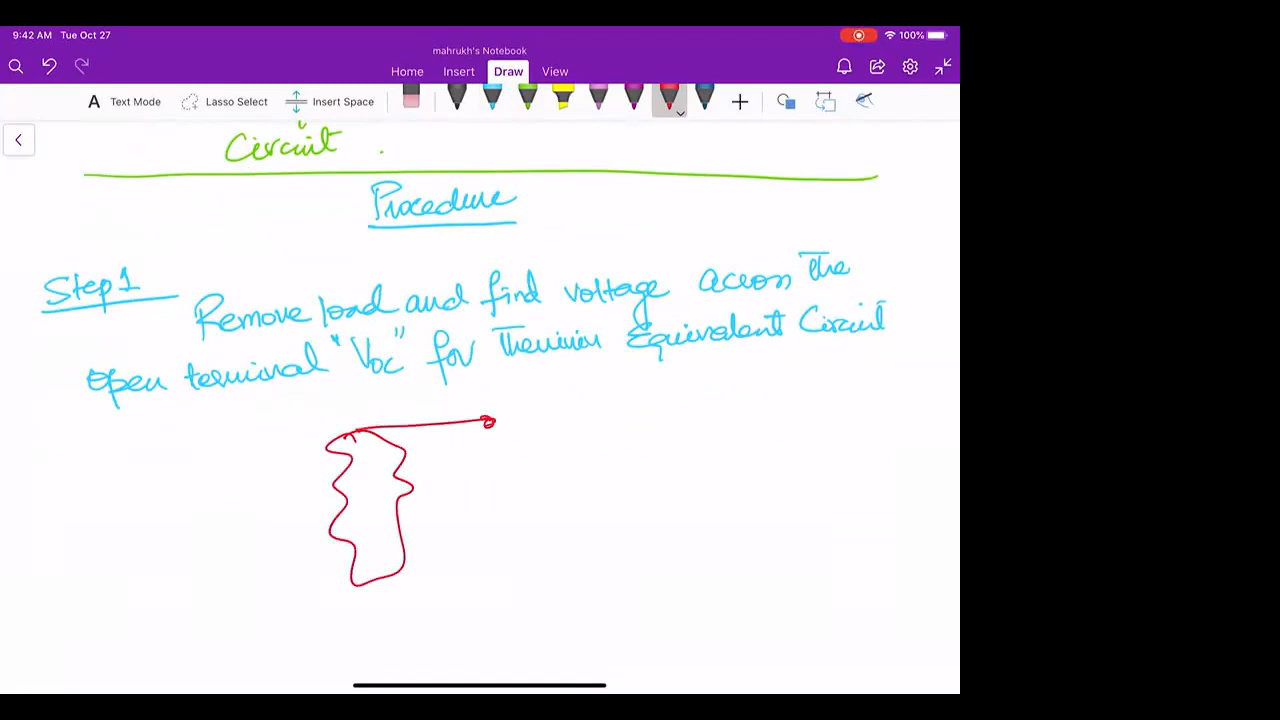 9:42 AM Tue Oct 27
100%
mahrukh's Notebook
Home Insert Draw View
A Text Mode Lasso Select Insert Space
Circuit .
Procedure
Step 1
Remove load and find voltage across the
open terminal "Voc" for Thevinin Equivalent Circuit